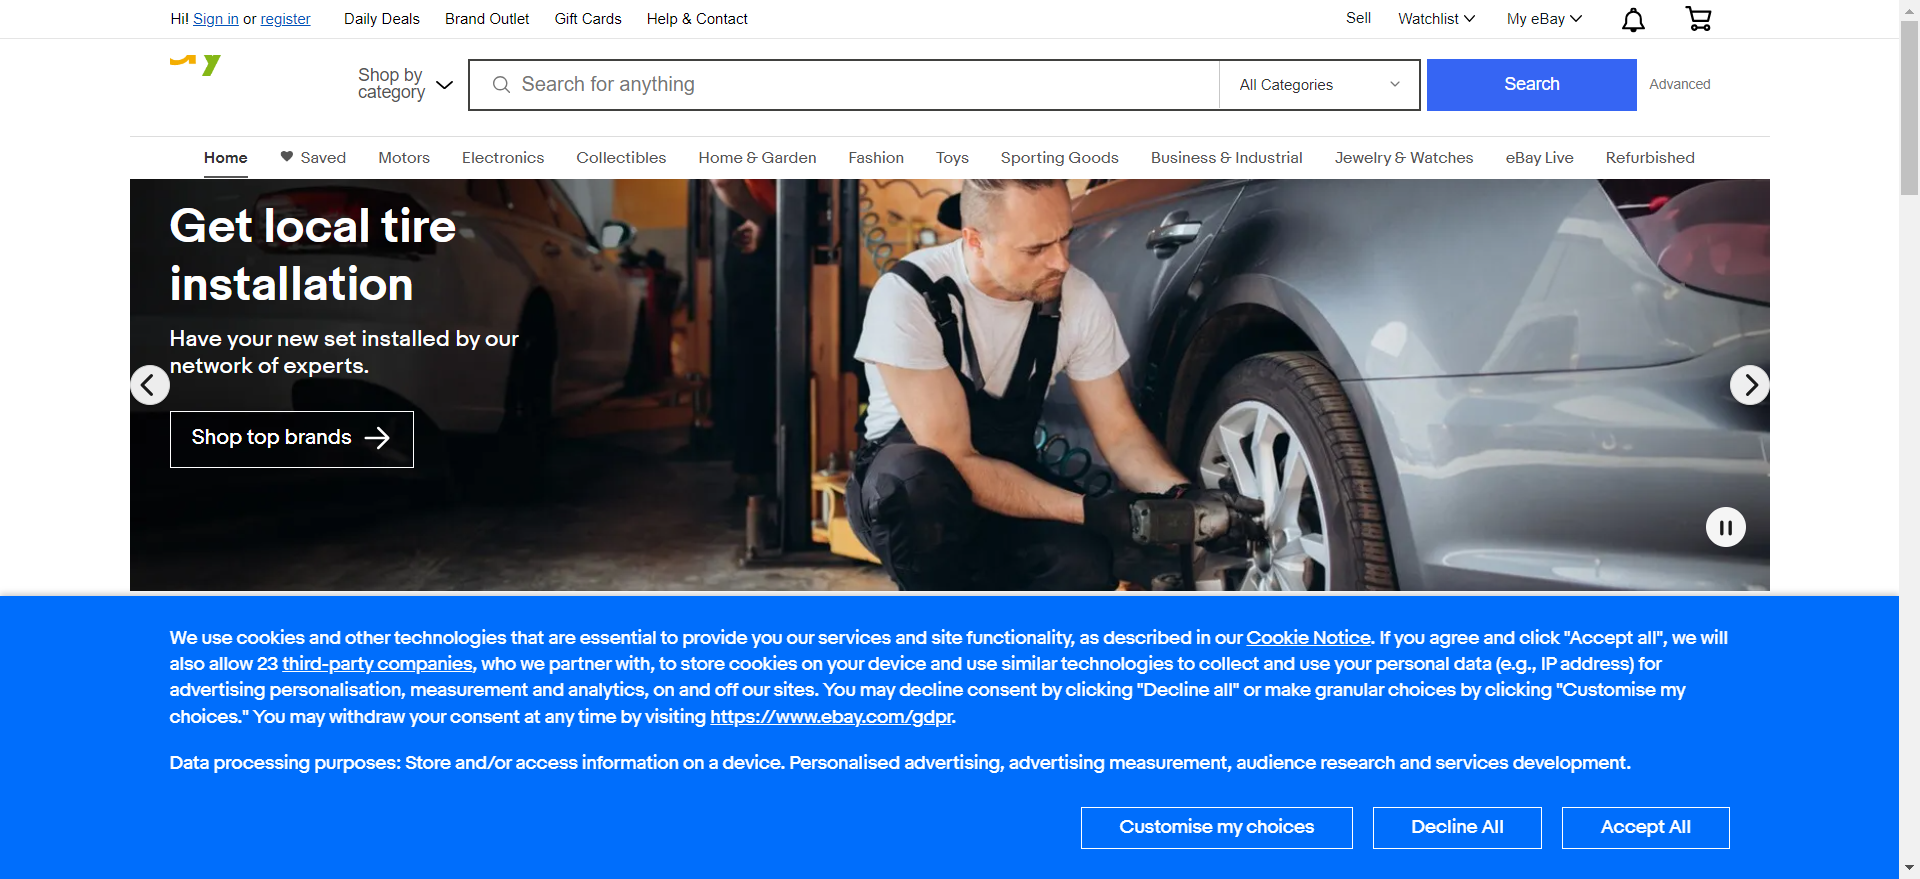 Hi! Sign in or register Daily Deals Brand Outlet Gift Cards Help & Contact Sell Watchlist My eBay
Shop by
category
Search for anything
All Categories
Search
Advanced
Home Saved Motors Electronics Collectibles Home & Garden Fashion Toys Sporting Goods Business & Industrial Jewelry & Watches eBay Live Refurbished
Get local tire
installation
Have your new set installed by our
network of experts.
Shop top brands
We use cookies and other technologies that are essential to provide you our services and site functionality, as described in our Cookie Notice. If you agree and click "Accept all", we will
also allow 23 third-party companies, who we partner with, to store cookies on your device and use similar technologies to collect and use your personal data (e.g., IP address) for
advertising personalisation, measurement and analytics, on and off our sites. You may decline consent by clicking "Decline all" or make granular choices by clicking "Customise my
choices." You may withdraw your consent at any time by visiting https://www.ebay.com/gdpr.
Data processing purposes: Store and/or access information on a device. Personalised advertising, advertising measurement, audience research and services development.
Customise my choices Decline All Accept All